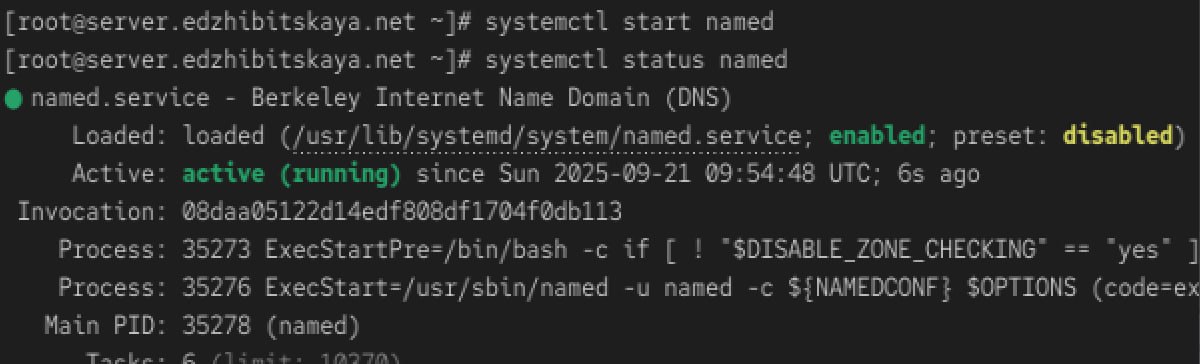 [root@server.edzhibitskaya.net ~]# systemctl start named
[root@server.edzhibitskaya.net ~]# systemctl status named
● named.service - Berkeley Internet Name Domain (DNS)
Loaded: loaded (/usr/lib/systemd/system/named.service; enabled; preset: disabled)
Active: active (running) since Sun 2025-09-21 09:54:48 UTC; 6s ago
Invocation: 08daa05122d14edf808df1704f0db113
Process: 35273 ExecStartPre=/bin/bash -c if [ ! "$DISABLE_ZONE_CHECKING" == "yes" ]
Process: 35276 ExecStart=/usr/sbin/named -u named -c ${NAMEDCONF} $OPTIONS (code=ex
Main PID: 35278 (named)
Tasks: 6 (limit: 10370)